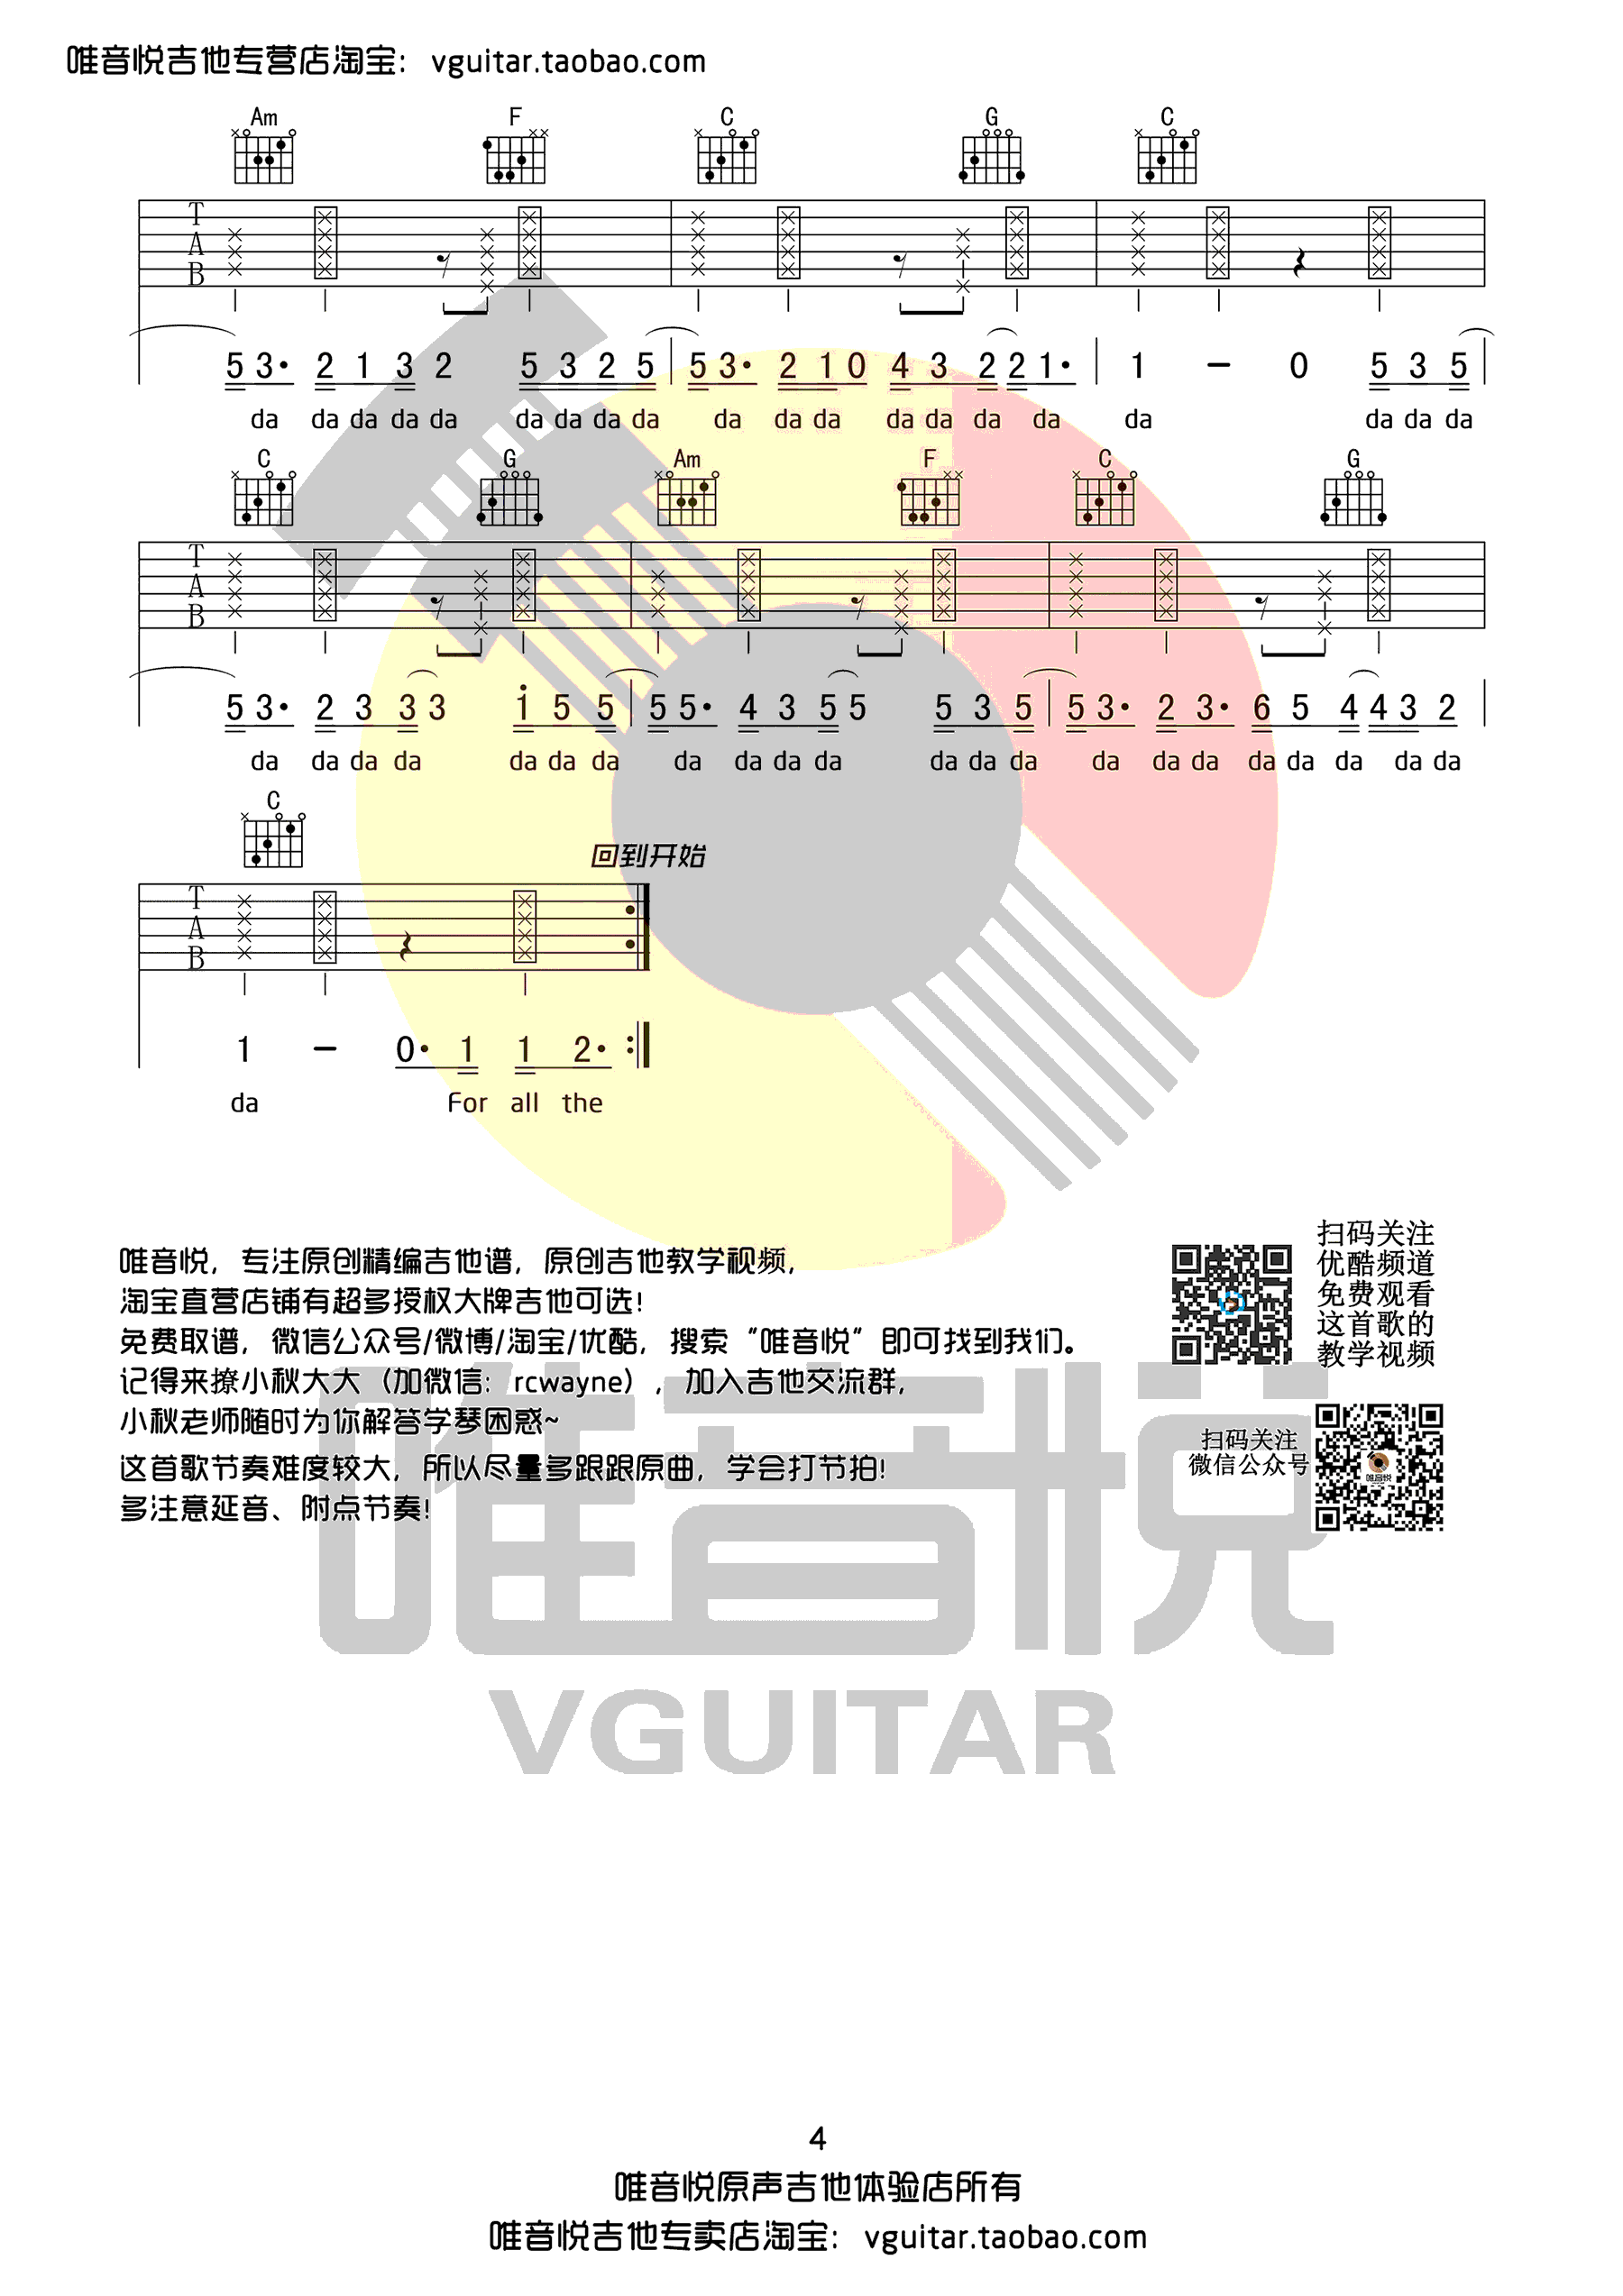 唯音悦吉他专营店淘宝：vguitar.taobao.com
Am F C G C
T
A
B
5 3· 2 1 3 2 5 3 2 5 5 3· 2 1 0 4 3 2 2 1· 1 - 0 5 3 5
da da da da da da da da da da da da da da da da da da da da
C G Am F C G
T
A
B
5 3· 2 3 3 3 1 5 5 5 5· 4 3 5 5 5 3 5 5 3· 2 3· 6 5 4 4 3 2
da da da da da da da da da da da da da da da da da da da da da da
C
回到开始
T
A
B
1 - 0· 1 1 2·
da For all the
唯音悦，专注原创精编吉他谱，原创吉他教学视频，
淘宝直营店铺有超多授权大牌吉他可选！
免费取谱，微信公众号/微博/淘宝/优酷，搜索“唯音悦”即可找到我们。
记得来撩小秋大大（加微信：rcwayne），加入吉他交流群，
小秋老师随时为你解答学琴困惑~
这首歌节奏难度较大，所以尽量多跟跟原曲，学会打节拍！
多注意延音、附点节奏！
扫码关注
优酷频道
免费观看
这首歌的
教学视频
扫码关注
微信公众号
唯音悦
唯音悦
VGUITAR
4
唯音悦原声吉他体验店所有
唯音悦吉他专卖店淘宝：vguitar.taobao.com